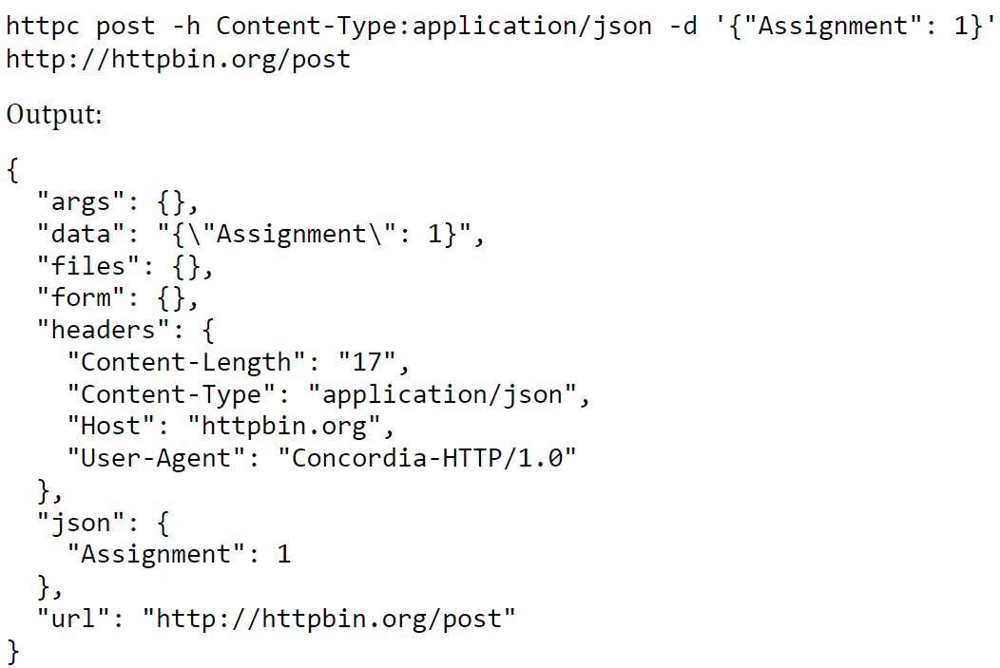 httpc post -h Content-Type:application/json -d '{"Assignment": 1}'
http://httpbin.org/post
Output:
{
  "args": {},
  "data": "{\"Assignment\": 1}",
  "files": {},
  "form": {},
  "headers": {
    "Content-Length": "17",
    "Content-Type": "application/json",
    "Host": "httpbin.org",
    "User-Agent": "Concordia-HTTP/1.0"
  },
  "json": {
    "Assignment": 1
  },
  "url": "http://httpbin.org/post"
}